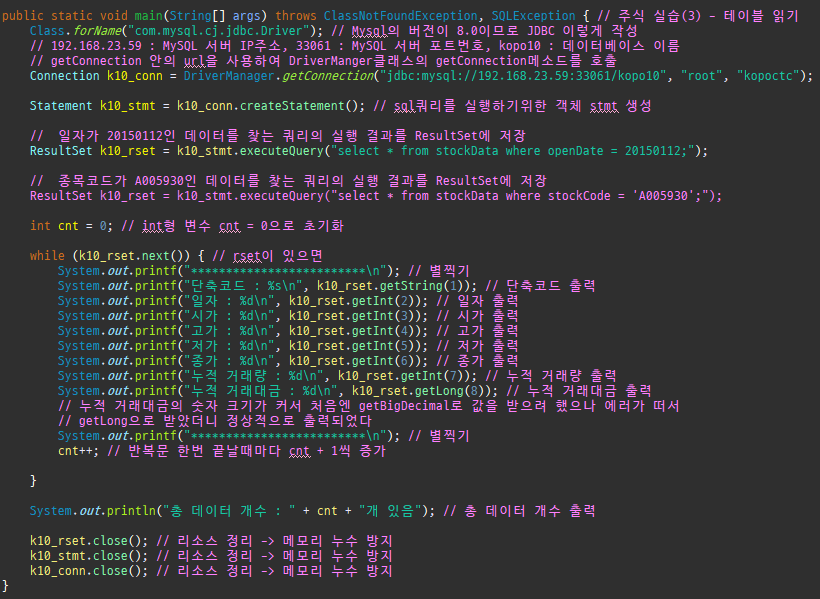 public static void main(String[] args) throws ClassNotFoundException, SQLException { // 주식 실습(3) - 테이블 읽기
Class.forName("com.mysql.cj.jdbc.Driver"); // Mysql의 버전이 8.0이므로 JDBC 이렇게 작성
// 192.168.23.59 : MySQL 서버 IP주소, 33061 : MySQL 서버 포트번호, kopo10 : 데이터베이스 이름
// getConnection 안의 url을 사용하여 DriverManger클래스의 getConnection메소드를 호출
Connection k10_conn = DriverManager.getConnection("jdbc:mysql://192.168.23.59:33061/kopo10", "root", "kopoctc");
Statement k10_stmt = k10_conn.createStatement(); // sql쿼리를 실행하기위한 객체 stmt 생성
// 일자가 20150112인 데이터를 찾는 쿼리의 실행 결과를 ResultSet에 저장
ResultSet k10_rset = k10_stmt.executeQuery("select * from stockData where openDate = 20150112;");
// 종목코드가 A005930인 데이터를 찾는 쿼리의 실행 결과를 ResultSet에 저장
ResultSet k10_rset = k10_stmt.executeQuery("select * from stockData where stockCode = 'A005930';");
int cnt = 0; // int형 변수 cnt = 0으로 초기화
while (k10_rset.next()) { // rset이 있으면
System.out.printf("*************************\n"); // 별찍기
System.out.printf("단축코드 : %s\n", k10_rset.getString(1)); // 단축코드 출력
System.out.printf("일자 : %d\n", k10_rset.getInt(2)); // 일자 출력
System.out.printf("시가 : %d\n", k10_rset.getInt(3)); // 시가 출력
System.out.printf("고가 : %d\n", k10_rset.getInt(4)); // 고가 출력
System.out.printf("저가 : %d\n", k10_rset.getInt(5)); // 저가 출력
System.out.printf("종가 : %d\n", k10_rset.getInt(6)); // 종가 출력
System.out.printf("누적 거래량 : %d\n", k10_rset.getInt(7)); // 누적 거래량 출력
System.out.printf("누적 거래대금 : %d\n", k10_rset.getLong(8)); // 누적 거래대금 출력
// 누적 거래대금의 숫자 크기가 커서 처음엔 getBigDecimal로 값을 받으려 했으나 에러가 떠서
// getLong으로 받았더니 정상적으로 출력되었다
System.out.printf("*************************\n"); // 별찍기
cnt++; // 반복문 한번 끝날때마다 cnt + 1씩 증가
}
System.out.println("총 데이터 개수 : " + cnt + "개 있음"); // 총 데이터 개수 출력
k10_rset.close(); // 리소스 정리 -> 메모리 누수 방지
k10_stmt.close(); // 리소스 정리 -> 메모리 누수 방지
k10_conn.close(); // 리소스 정리 -> 메모리 누수 방지
}